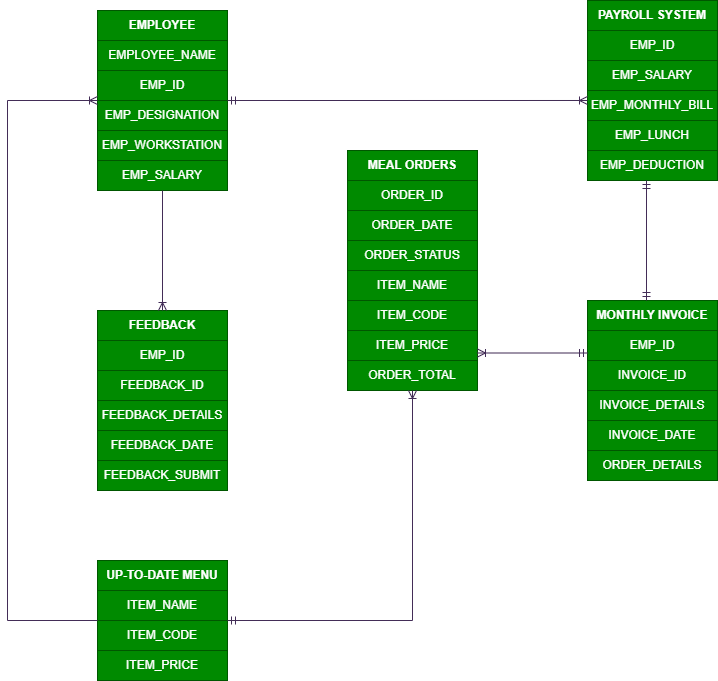 EMPLOYEE
EMPLOYEE_NAME
EMP_ID
EMP_DESIGNATION
EMP_WORKSTATION
EMP_SALARY
PAYROLL SYSTEM
EMP_ID
EMP_SALARY
EMP_MONTHLY_BILL
EMP_LUNCH
EMP_DEDUCTION
MEAL ORDERS
ORDER_ID
ORDER_DATE
ORDER_STATUS
ITEM_NAME
ITEM_CODE
ITEM_PRICE
ORDER_TOTAL
FEEDBACK
EMP_ID
FEEDBACK_ID
FEEDBACK_DETAILS
FEEDBACK_DATE
FEEDBACK_SUBMIT
MONTHLY INVOICE
EMP_ID
INVOICE_ID
INVOICE_DETAILS
INVOICE_DATE
ORDER_DETAILS
UP-TO-DATE MENU
ITEM_NAME
ITEM_CODE
ITEM_PRICE